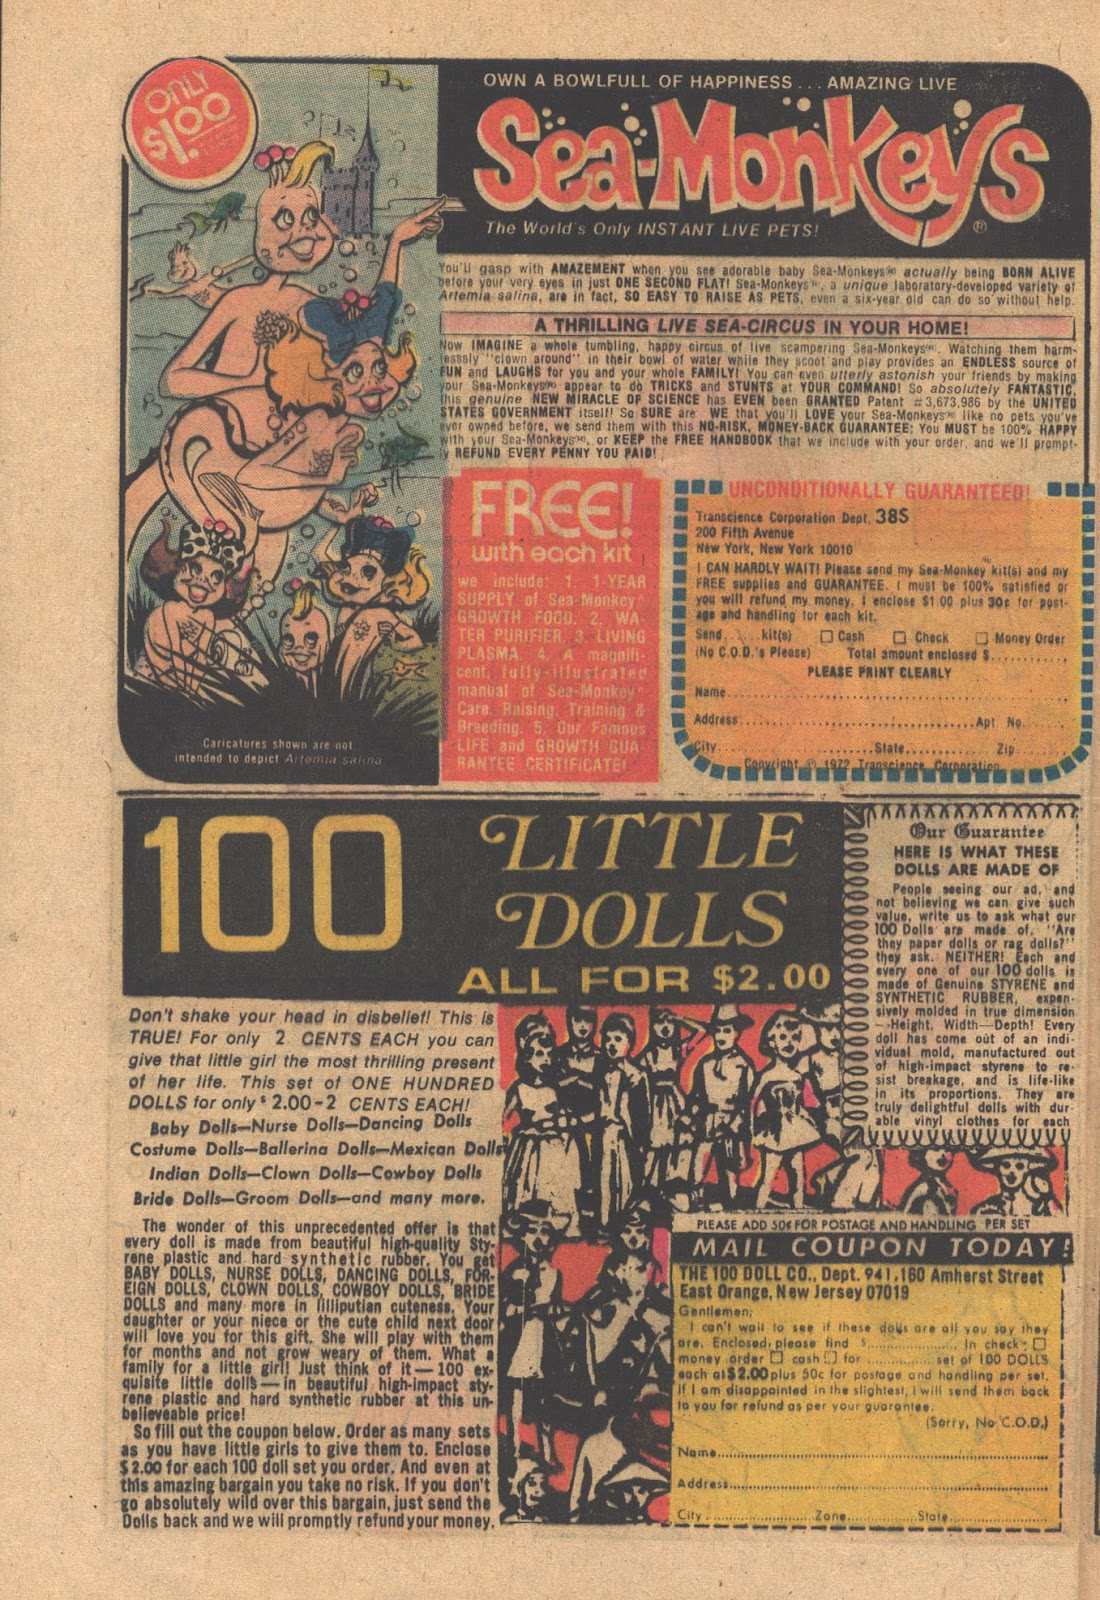 ONLY
$1.00
OWN A BOWLFULL OF HAPPINESS... AMAZING LIVE
Sea-Monkeys®
The World's Only INSTANT LIVE PETS!
You'll gasp with AMAZEMENT when you see adorable baby Sea-Monkeys® actually being BORN ALIVE
before your very eyes in just ONE SECOND FLAT! Sea-Monkeys®, a unique laboratory-developed variety of
Artemia salina, are in fact, SO EASY TO RAISE AS PETS, even a six-year old can do so without help.
A THRILLING LIVE SEA-CIRCUS IN YOUR HOME!
Now IMAGINE a whole tumbling, happy circus of live scampering Sea-Monkeys®. Watching them harm-
lessly "clown around" in their bowl of water while they scoot and play provides an ENDLESS source of
FUN and LAUGHS for you and your whole FAMILY! You can even utterly astonish your friends by making
your Sea-Monkeys® appear to do TRICKS and STUNTS at YOUR COMMAND! So absolutely FANTASTIC,
this genuine NEW MIRACLE OF SCIENCE has EVEN been GRANTED Patent #3,673,986 by the UNITED
STATES GOVERNMENT itself! So SURE are WE that you'll LOVE your Sea-Monkeys® like no pets you've
ever owned before, we send them with this NO-RISK, MONEY-BACK GUARANTEE: You MUST be 100% HAPPY
with your Sea-Monkeys®, or KEEP the FREE HANDBOOK that we include with your order, and we'll prompt-
y REFUND EVERY PENNY YOU PAID!
FREE!
with each kit
we include: 1. 1-YEAR
SUPPLY of Sea-Monkey®
GROWTH FOOD. 2. WA-
TER PURIFIER. 3. LIVING
PLASMA. 4. A magnifi-
cent, fully-illustrated
manual of Sea-Monkey®
Care. Raising, Training &
Breeding. 5. Our Famous
LIFE and GROWTH GUA-
RANTEE CERTIFICATE!
UNCONDITIONALLY GUARANTEED!
Transcience Corporation Dept. 38S
200 Fifth Avenue
New York, New York 10010
I CAN HARDLY WAIT! Please send my Sea-Monkey kit(s) and my
FREE supplies and GUARANTEE. I must be 100% satisfied or
you will refund my money. I enclose $1.00 plus 30¢ for post-
age and handling for each kit.
Send......kit(s) Cash Check Money Order
(No C.O.D.'s Please) Total amount enclosed $............
PLEASE PRINT CLEARLY
Name
Address Apt. No.
City State Zip
Copyright © 1972 Transcience Corporation
Caricatures shown are not
intended to depict Artemia salina
100 LITTLE
DOLLS
ALL FOR $2.00
Don't shake your head in disbelief! This is
TRUE! For only 2 CENTS EACH you can
give that little girl the most thrilling present
of her life. This set of ONE HUNDRED
DOLLS for only $2.00-2 CENTS EACH!
Baby Dolls—Nurse Dolls—Dancing Dolls
Costume Dolls—Ballerina Dolls—Mexican Dolls
Indian Dolls—Clown Dolls—Cowboy Dolls
Bride Dolls—Groom Dolls—and many more.
The wonder of this unprecedented offer is that
every doll is made from beautiful high-quality Sty-
rene plastic and hard synthetic rubber. You get
BABY DOLLS, NURSE DOLLS, DANCING DOLLS, FOR-
EIGN DOLLS, CLOWN DOLLS, COWBOY DOLLS, BRIDE
DOLLS and many more in lilliputian cuteness. Your
daughter or your niece or the cute child next door
will love you for this gift. She will play with them
for months and not grow weary of them. What a
family for a little girl! Just think of it—100 ex-
quisite little dolls—in beautiful high-impact sty-
rene plastic and hard synthetic rubber at this un-
believeable price!
So fill out the coupon below. Order as many sets
as you have little girls to give them to. Enclose
$2.00 for each 100 doll set you order. And even at
this amazing bargain you take no risk. If you don't
go absolutely wild over this bargain, just send the
Dolls back and we will promptly refund your money.
Our Guarantee
HERE IS WHAT THESE
DOLLS ARE MADE OF
People seeing our ad, and
not believing we can give such
value, write us to ask what our
100 Dolls are made of. "Are
they paper dolls or rag dolls?"
they ask. NEITHER! Each and
every one of our 100 dolls is
made of Genuine STYRENE and
SYNTHETIC RUBBER, expen-
sively molded in true dimension
—Height, Width—Depth! Every
doll has come out of an indi-
vidual mold, manufactured out
of high-impact styrene to re-
sist breakage, and is life-like
in its proportions. They are
truly delightful dolls with dur-
able vinyl clothes for each
PLEASE ADD 50¢ FOR POSTAGE AND HANDLING PER SET
MAIL COUPON TODAY!
THE 100 DOLL CO., Dept. 941, 160 Amherst Street
East Orange, New Jersey 07019
Gentlemen:
I can't wait to see if these dolls are all you say they
are. Enclosed please find $............ In check
money order cash for ............ set of 100 DOLLS
each at $2.00 plus 50c for postage and handling per set.
If I am disappointed in the slightest, I will send them back
to you for refund as per your guarantee.
(Sorry, No C.O.D.)
Name
Address
City Zone State